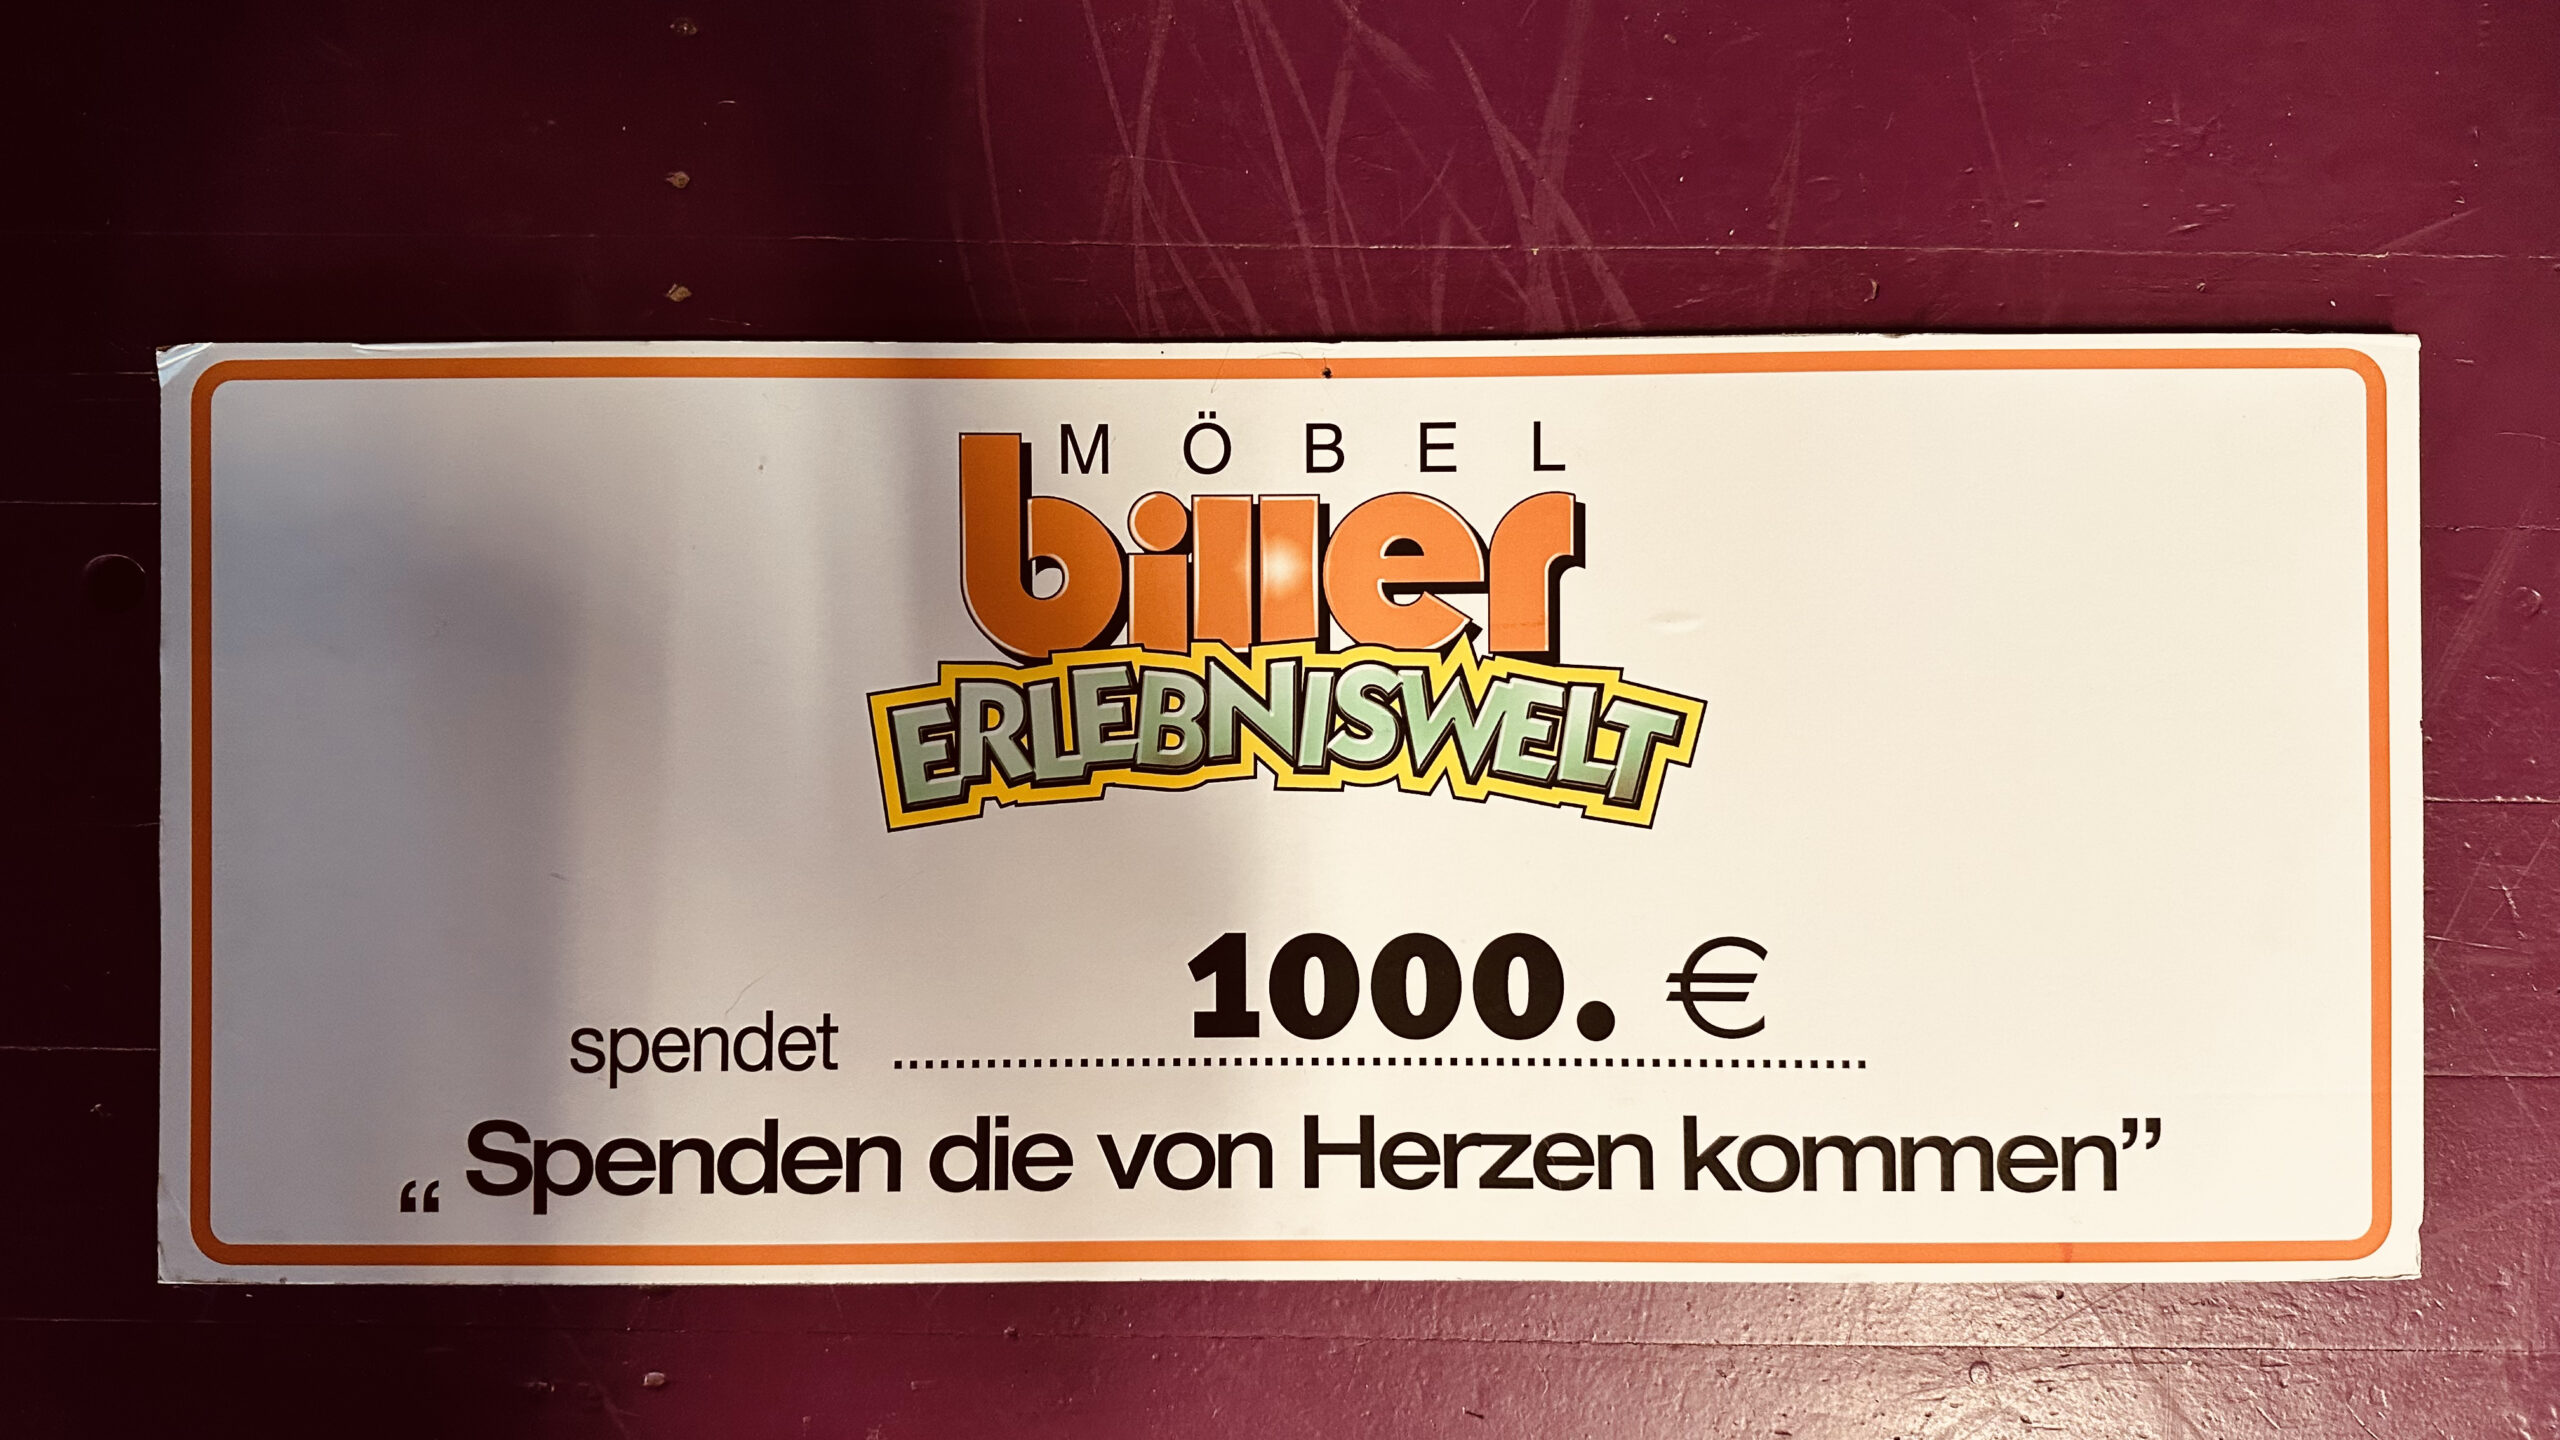 MÖBEL
biller
ERLEBNISWELT
spendet 1000. €
„Spenden die von Herzen kommen”